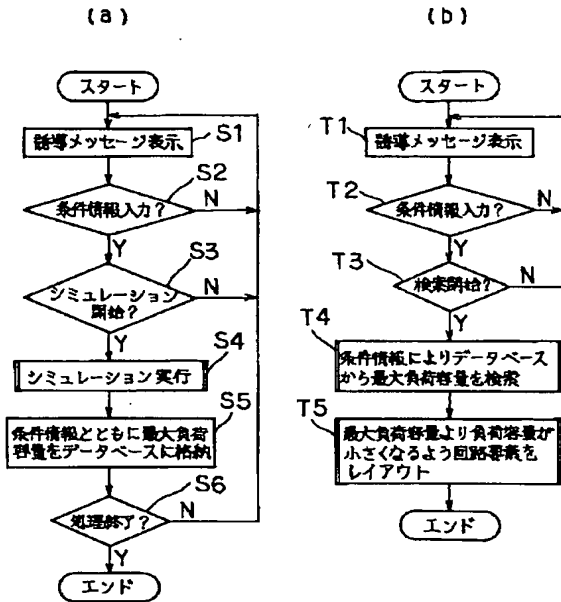 (a)
スタート
誘導メッセージ表示
S1
条件情報入力?
S2
N
Y
シミュレーション
開始?
S3
N
Y
シミュレーション実行
S4
条件情報とともに最大負荷
容量をデータベースに格納
S5
処理終了?
S6
N
Y
エンド
(b)
スタート
T1
誘導メッセージ表示
T2
条件情報入力?
N
Y
T3
検索開始?
N
Y
T4
条件情報によりデータベース
から最大負荷容量を検索
T5
最大負荷容量より負荷容量が
小さくなるよう回路要素を
レイアウト
エンド